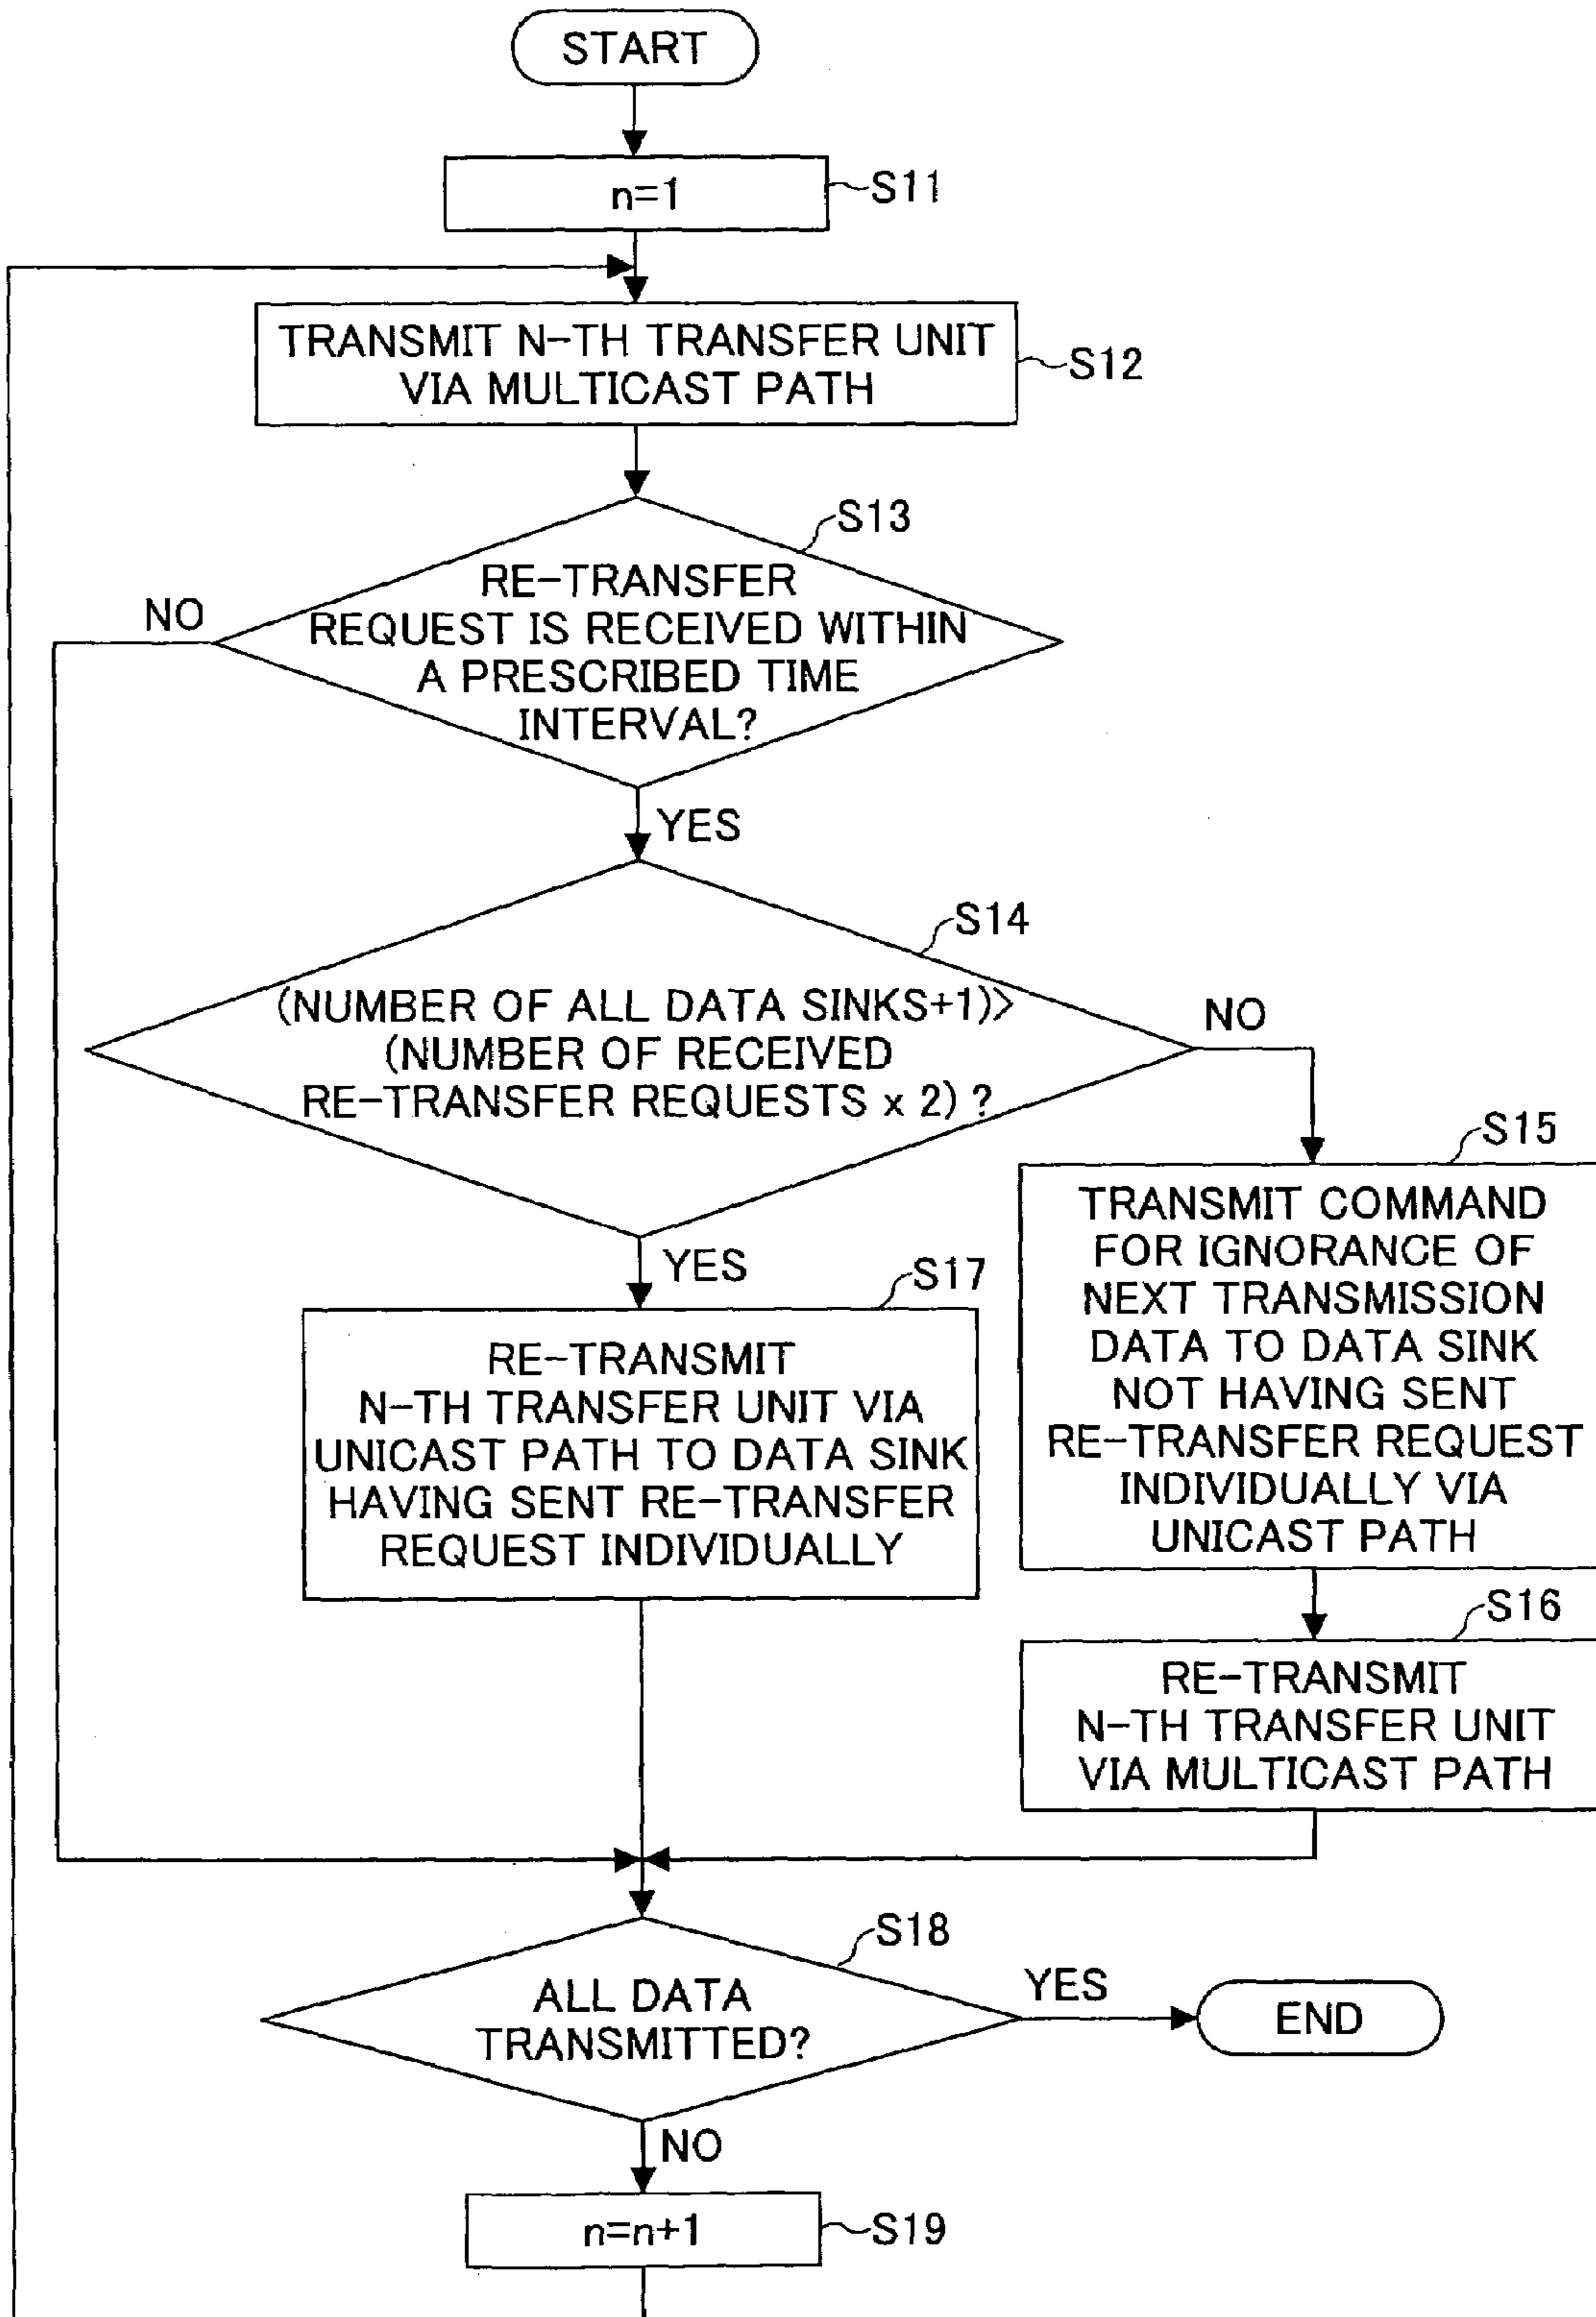 START
n=1
S11
TRANSMIT N-TH TRANSFER UNIT
VIA MULTICAST PATH
S12
S13
RE-TRANSFER
REQUEST IS RECEIVED WITHIN
A PRESCRIBED TIME
INTERVAL?
NO
YES
S14
(NUMBER OF ALL DATA SINKS+1)>
(NUMBER OF RECEIVED
RE-TRANSFER REQUESTS x 2) ?
NO
YES
S15
TRANSMIT COMMAND
FOR IGNORANCE OF
NEXT TRANSMISSION
DATA TO DATA SINK
NOT HAVING SENT
RE-TRANSFER REQUEST
INDIVIDUALLY VIA
UNICAST PATH
S17
RE-TRANSMIT
N-TH TRANSFER UNIT VIA
UNICAST PATH TO DATA SINK
HAVING SENT RE-TRANSFER
REQUEST INDIVIDUALLY
S16
RE-TRANSMIT
N-TH TRANSFER UNIT
VIA MULTICAST PATH
S18
ALL DATA
TRANSMITTED?
YES
END
NO
n=n+1
S19